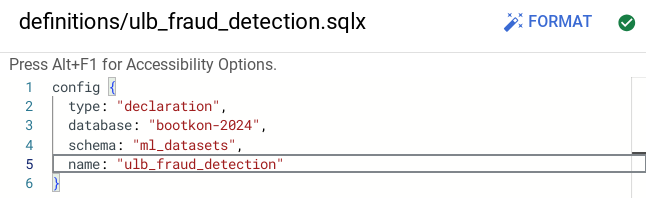 definitions/ulb_fraud_detection.sqlx
FORMAT
Press Alt+F1 for Accessibility Options.
1 config {
2 type: "declaration",
3 database: "bootkon-2024",
4 schema: "ml_datasets",
5 name: "ulb_fraud_detection"
6 }